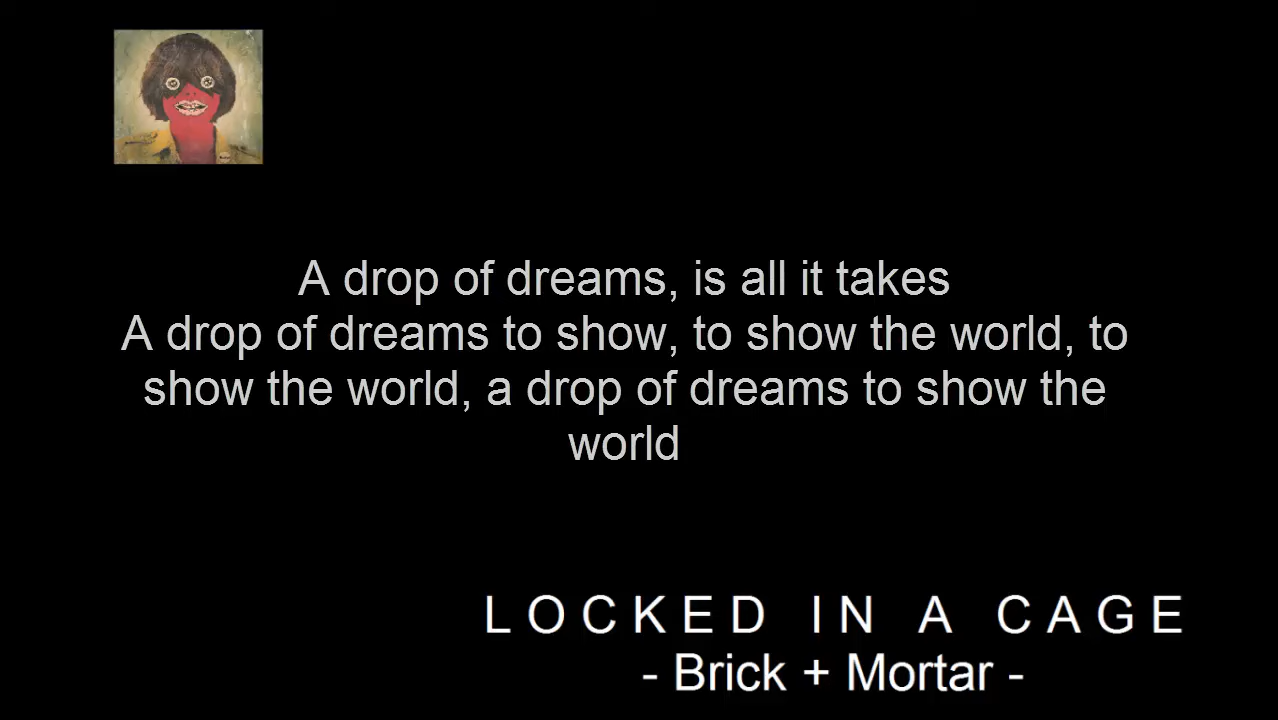 A drop of dreams, is all it takes
A drop of dreams to show, to show the world, to
show the world, a drop of dreams to show the
world
LOCKED IN A CAGE
- Brick + Mortar -